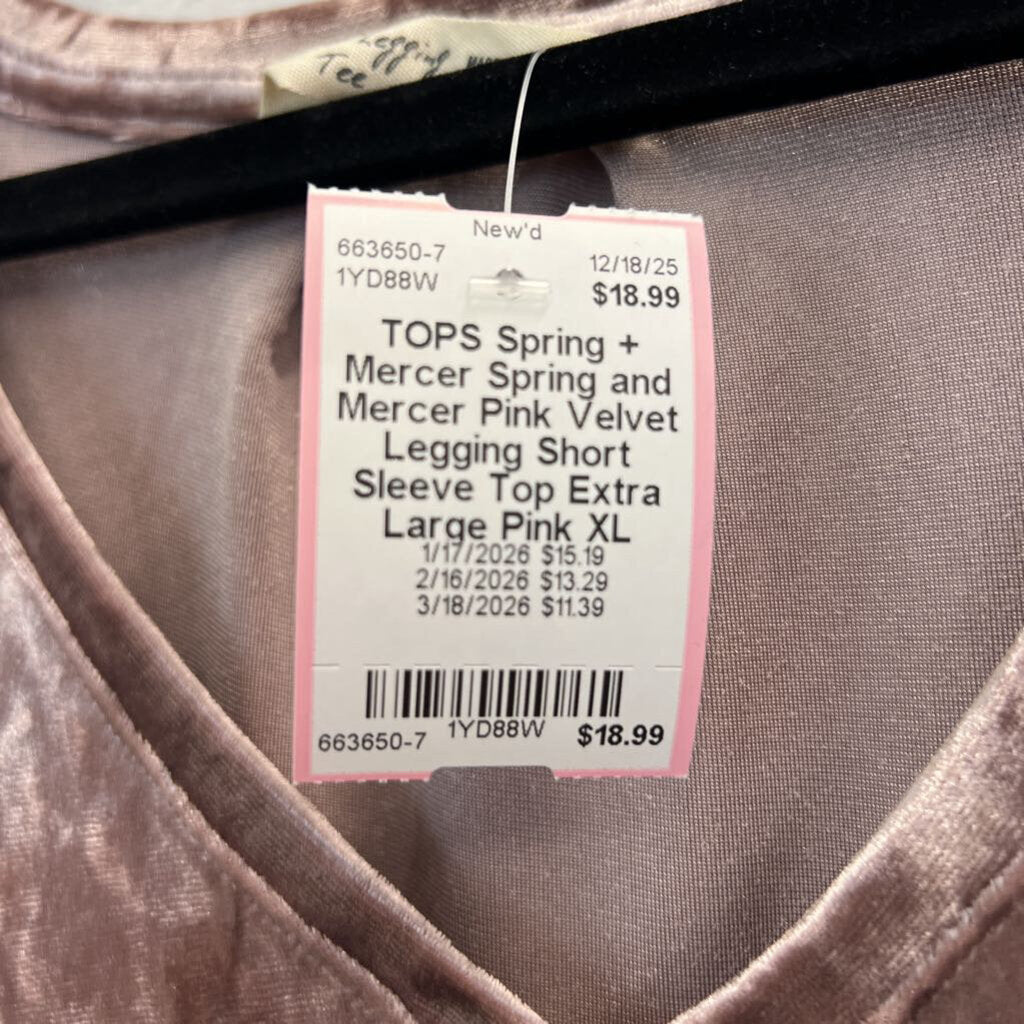 Legging
Tee
New'd
663650-7
12/18/25
1YD88W
$18.99
TOPS Spring +
Mercer Spring and
Mercer Pink Velvet
Legging Short
Sleeve Top Extra
Large Pink XL
1/17/2026 $15.19
2/16/2026 $13.29
3/18/2026 $11.39
663650-7
1YD88W
$18.99